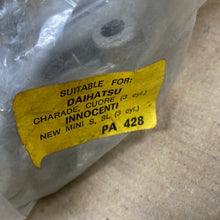 SUITABLE FOR:
DAIHATSU
CHARADE, CUORE (3 cyl.)
INNOCENTI
NEW MINI S, SL (3 cyl.)
PA 428